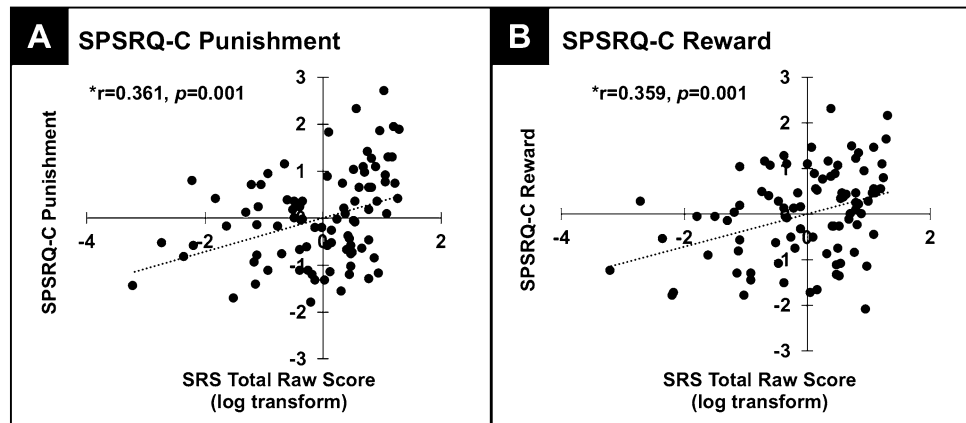 A
SPSRQ-C Punishment
*r=0.361, p=0.001
SPSRQ-C Punishment
3
2
1
0
-1
-2
-3
-4
-2
2
SRS Total Raw Score
(log transform)
B
SPSRQ-C Reward
*r=0.359, p=0.001
SPSRQ-C Reward
3
2
1
0
-1
-2
-3
-4
-2
2
SRS Total Raw Score
(log transform)